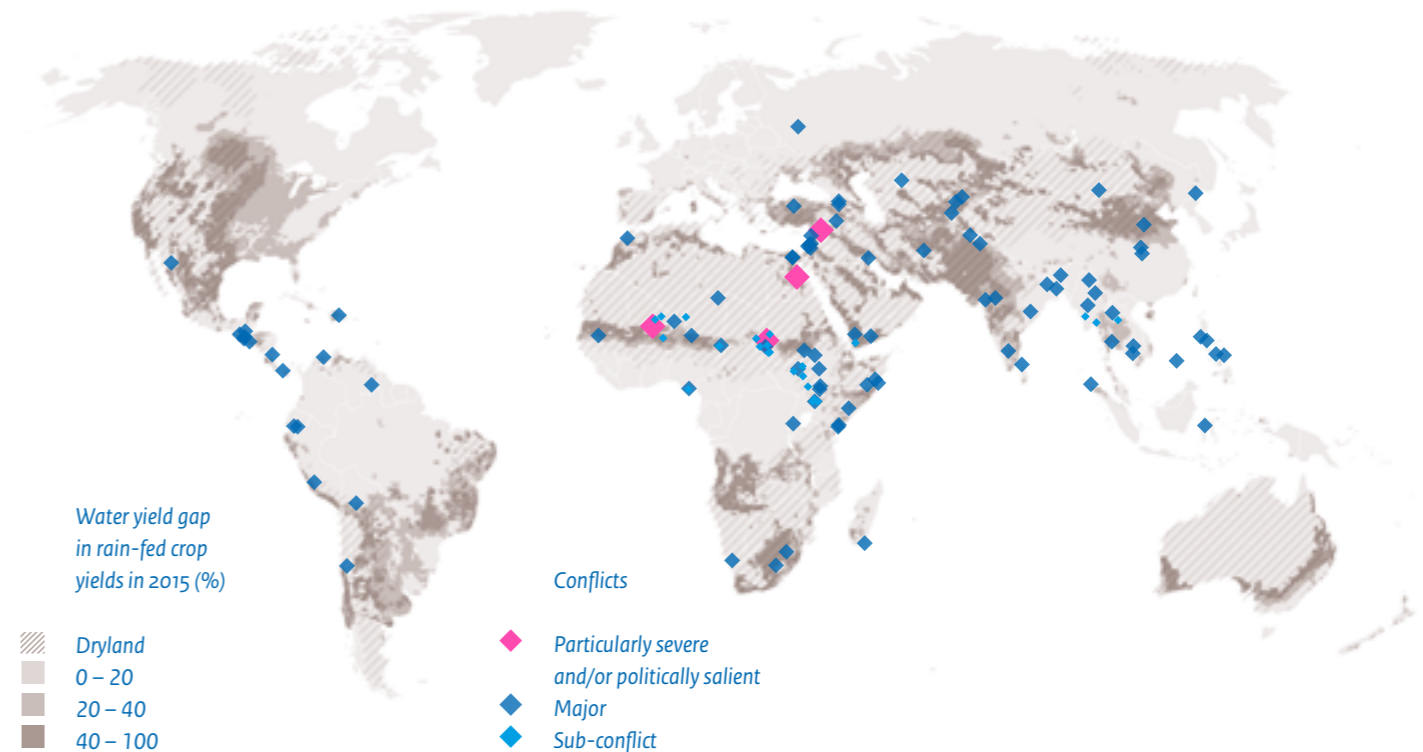 Water yield gap
in rain-fed crop
yields in 2015 (%)
Dryland
0 – 20
20 – 40
40 – 100
Conflicts
Particularly severe
and/or politically salient
Major
Sub-conflict